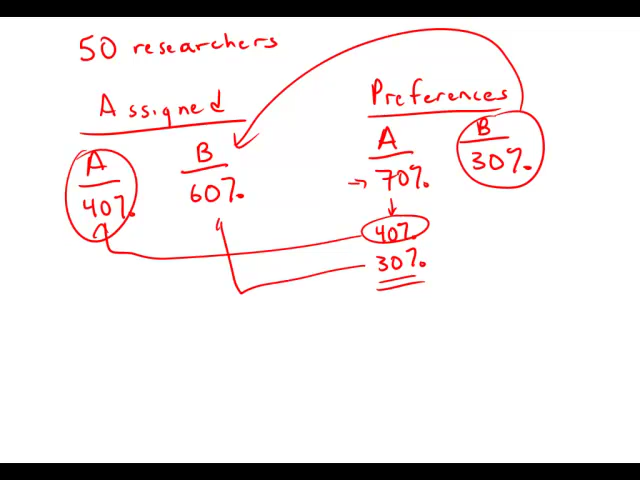 50 researchers
Assigned
Preferences
A
B
A
B
40%
60%
70%
30%
40%
30%